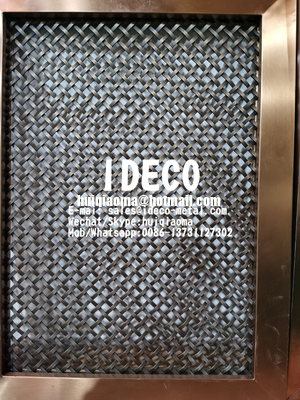 IDECO
huiqiaoma@hotmail.com
E-mail:sales@ideco-metal.com
Wechat/Skype:huiqiaoma
Mob/Whatsapp:0086-13731127302